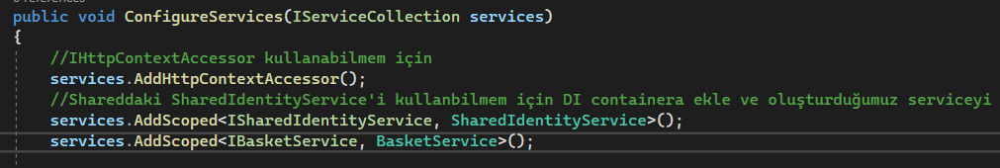 public void ConfigureServices(IServiceCollection services)
{
//IHttpContextAccessor kullanabilmem için
services.AddHttpContextAccessor();
//Shareddaki SharedIdentityService'i kullanbilmem için DI containera ekle ve oluşturduğumuz serviceyi
services.AddScoped<ISharedIdentityService, SharedIdentityService>();
services.AddScoped<IBasketService, BasketService>();